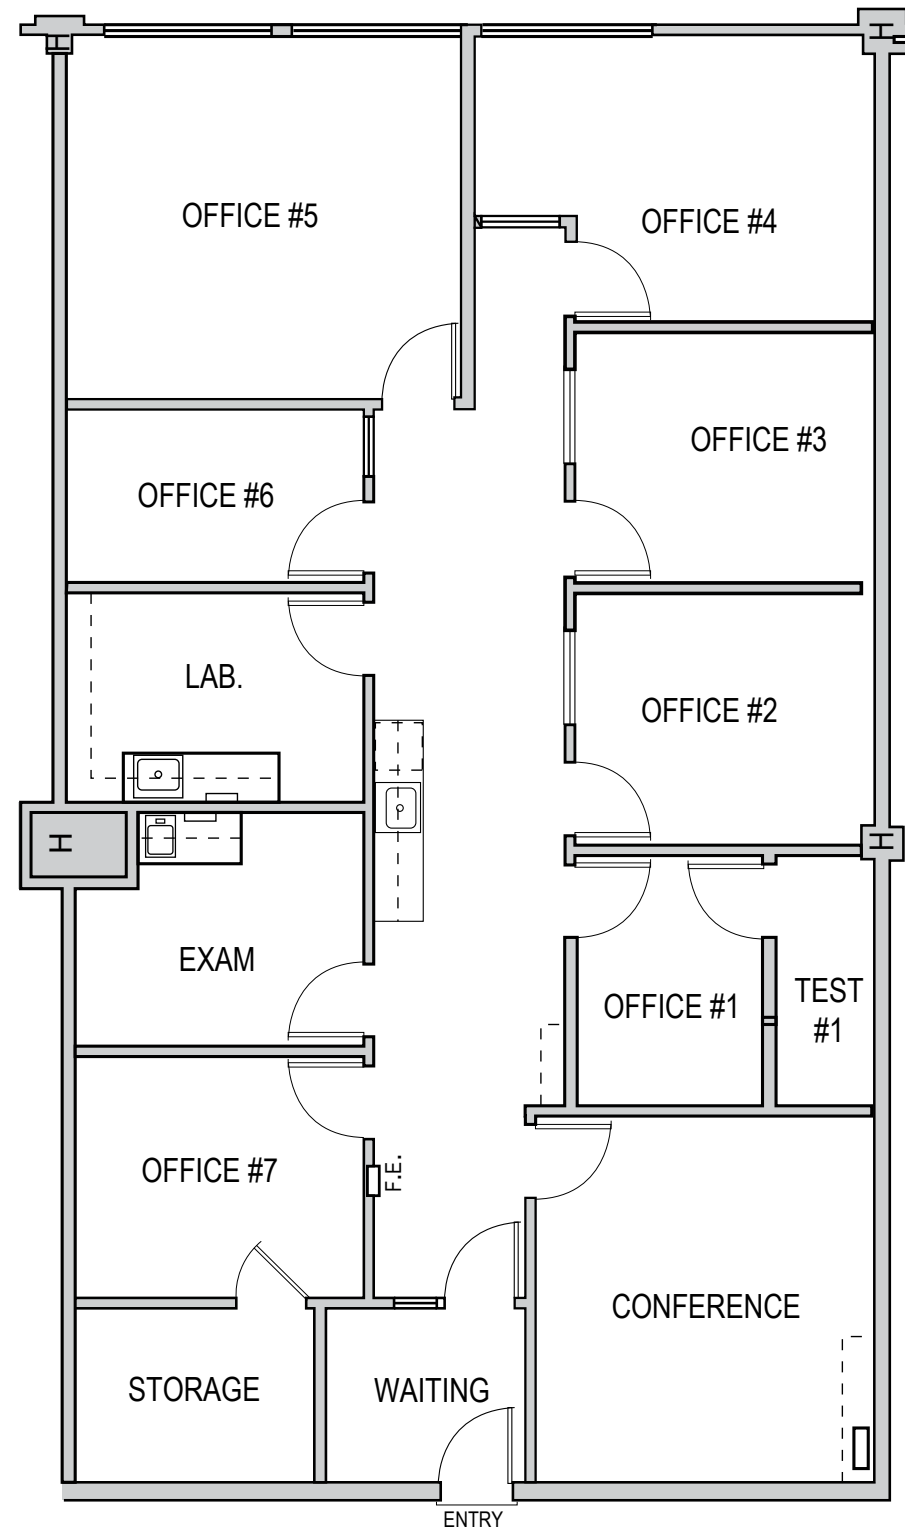 OFFICE #5
OFFICE #4
OFFICE #3
OFFICE #6
LAB.
OFFICE #2
EXAM
OFFICE #1
TEST
#1
OFFICE #7
F.E.
CONFERENCE
STORAGE
WAITING
ENTRY